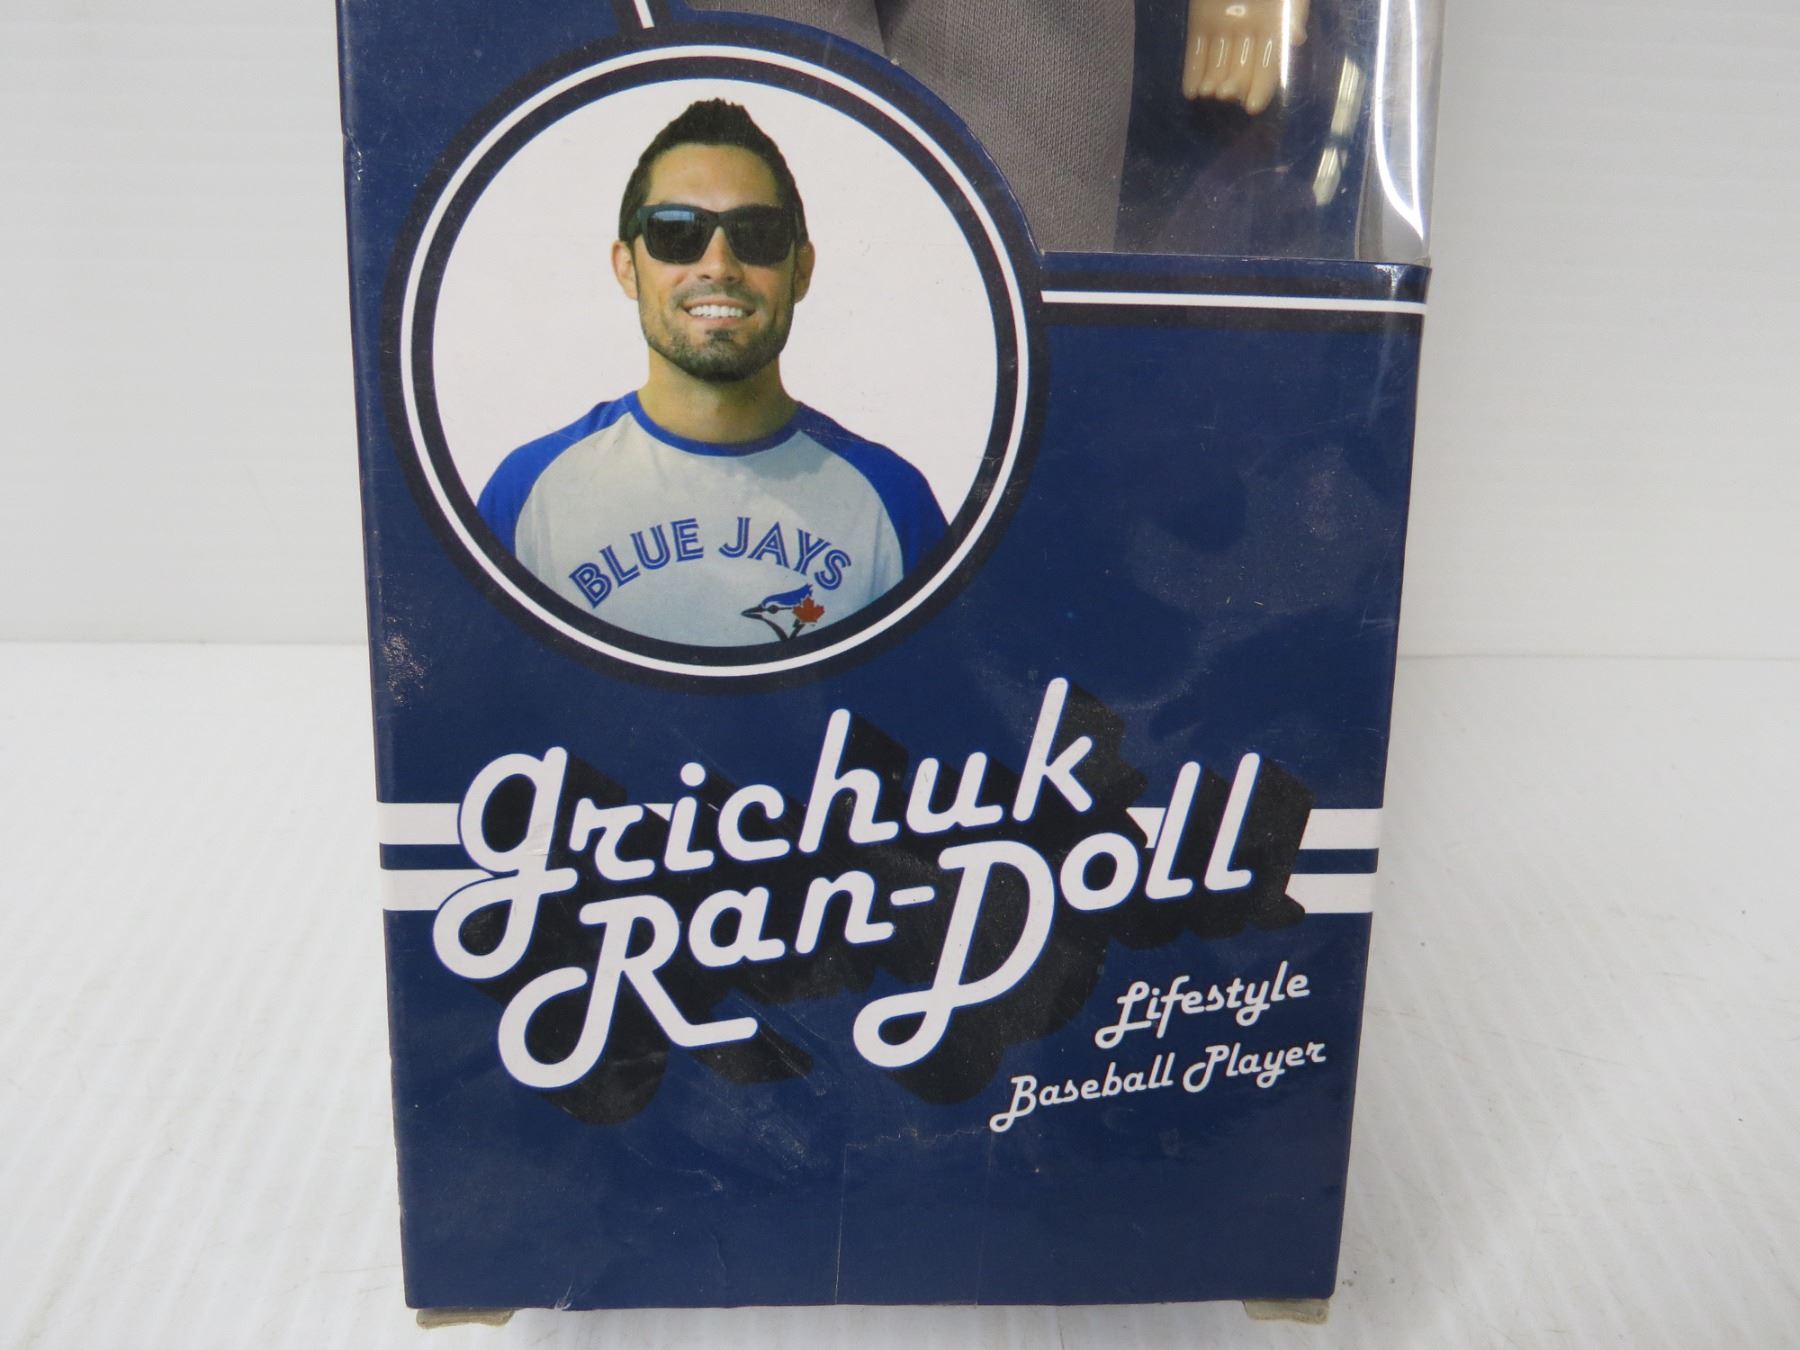 BLUE JAYS
grichuk
Ran-Doll
Lifestyle
Baseball Player